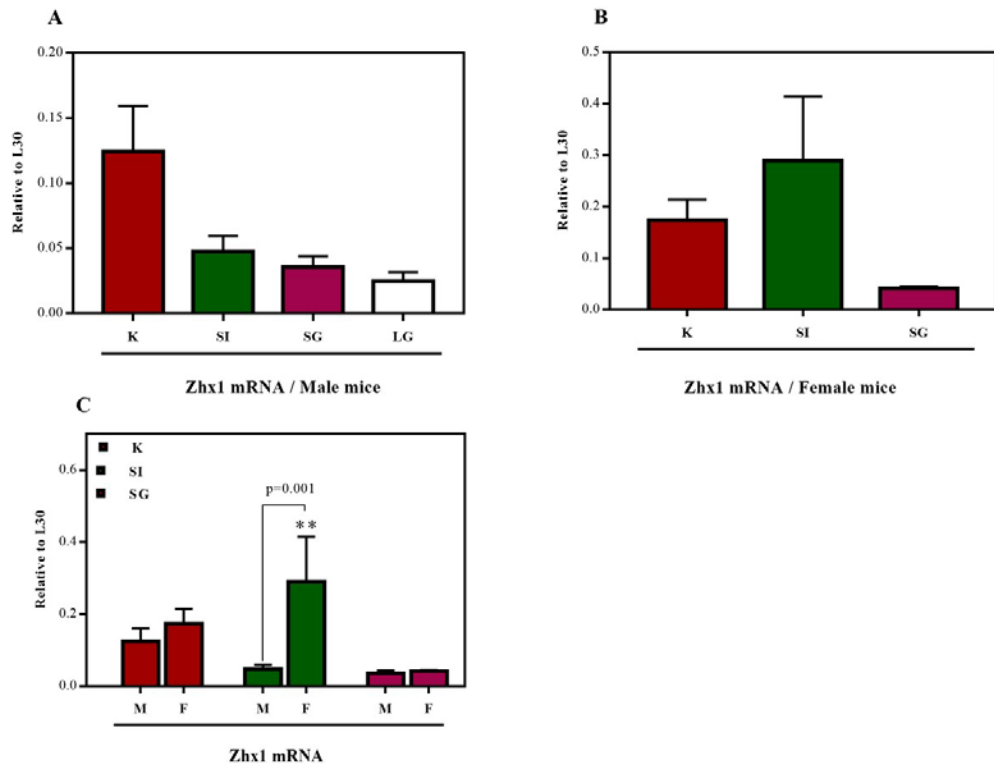 A
Relative to L30
0.20
0.15
0.10
0.05
0.00
K SI SG LG
Zhx1 mRNA / Male mice
B
Relative to L30
0.5
0.4
0.3
0.2
0.1
0.0
K SI SG
Zhx1 mRNA / Female mice
C
Relative to L30
0.6
0.4
0.2
0.0
K
SI
SG
p=0.001
**
M F M F M F
Zhx1 mRNA